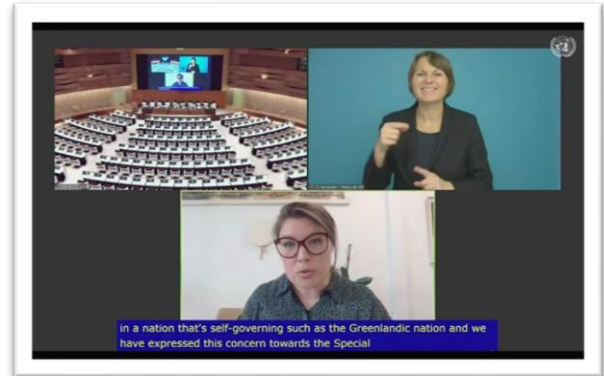 in a nation that's self-governing such as the Greenlandic nation and we
have expressed this concern towards the Special